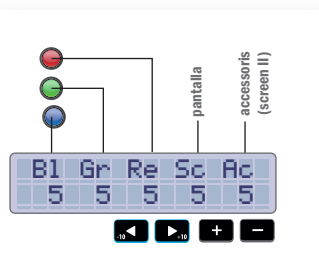 pantalla
accessoris
(screen II)
Bl Gr Re Sc Ac
5 5 5 5 5
-10 +10 + −